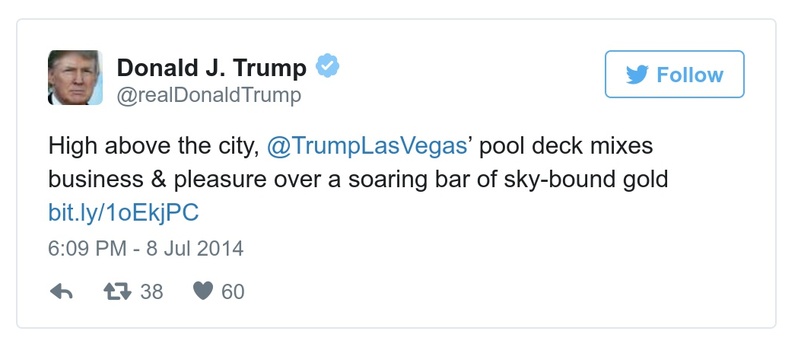 Donald J. Trump
@realDonaldTrump
Follow
High above the city, @TrumpLasVegas’ pool deck mixes
business & pleasure over a soaring bar of sky-bound gold
bit.ly/1oEkjPC
6:09 PM - 8 Jul 2014
38 60